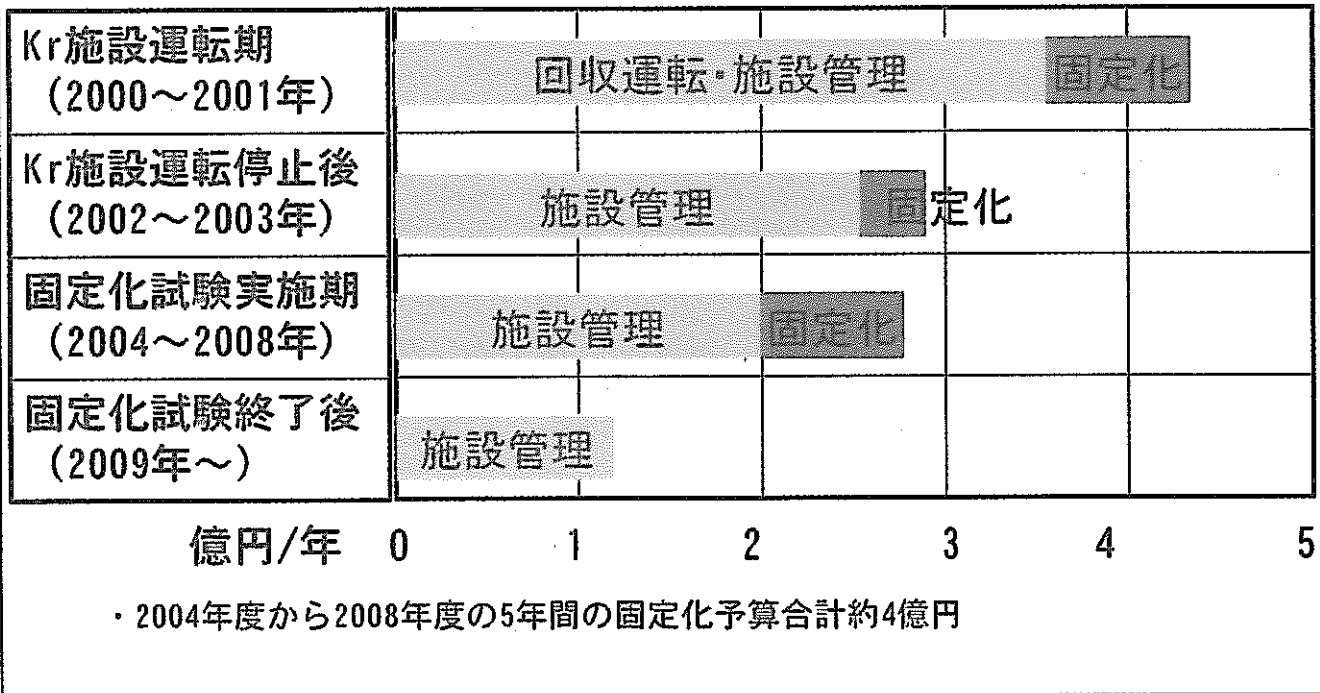 Kr施設運転期
(2000～2001年)
回収運転・施設管理
固定化
Kr施設運転停止後
(2002～2003年)
施設管理
固定化
固定化試験実施期
(2004～2008年)
施設管理
固定化
固定化試験終了後
(2009年～)
施設管理
億円/年 0 1 2 3 4 5
・2004年度から2008年度の5年間の固定化予算合計約4億円